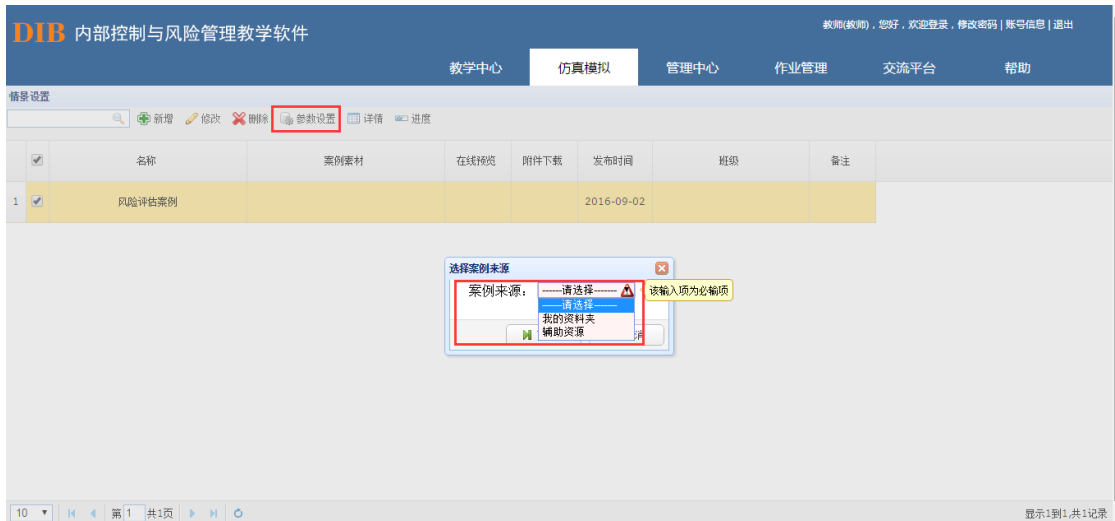 DIB 内部控制与风险管理教学软件
教师(教师)，您好，欢迎登录，修改密码|账号信息|退出
教学中心 仿真模拟 管理中心 作业管理 交流平台 帮助
情景设置
新增 修改 删除 参数设置 详情 进度
名称 案例素材 在线预览 附件下载 发布时间 班级 备注
1 风险评估案例 2016-09-02
选择案例来源
案例来源： ------请选择------- 该输入项为必输项
------请选择-------
我的资料夹
辅助资源
消
10 第 1 共1页 显示1到1,共1记录